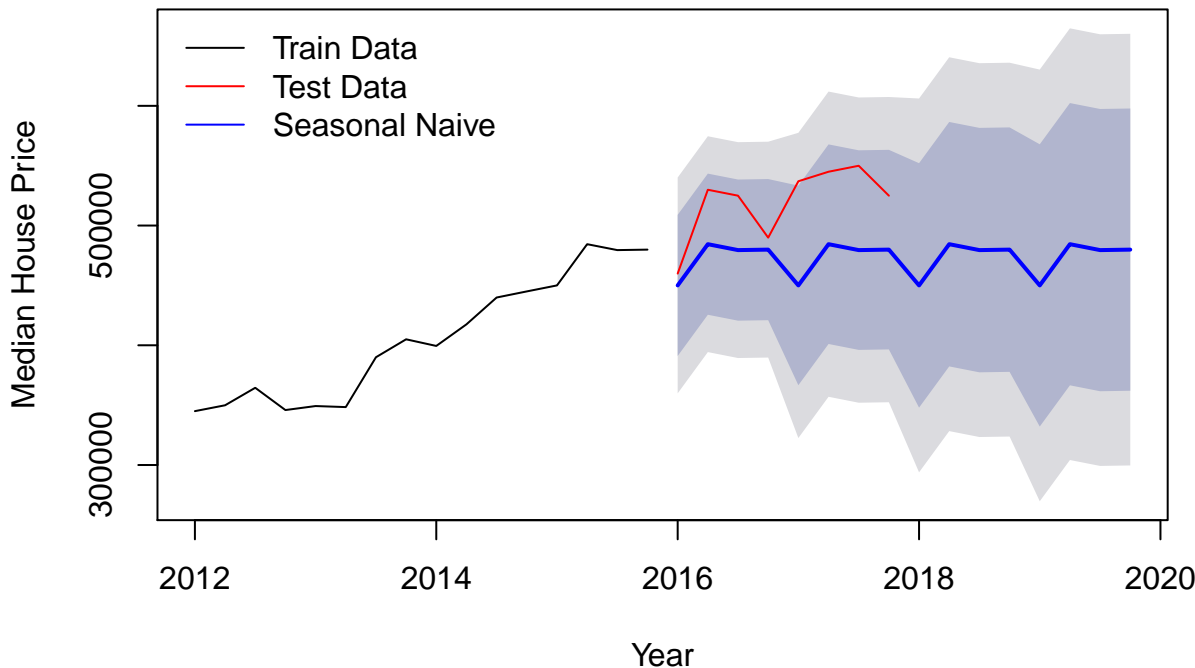 Train Data
Test Data
Seasonal Naive
Median House Price
500000
300000
2012 2014 2016 2018 2020
Year